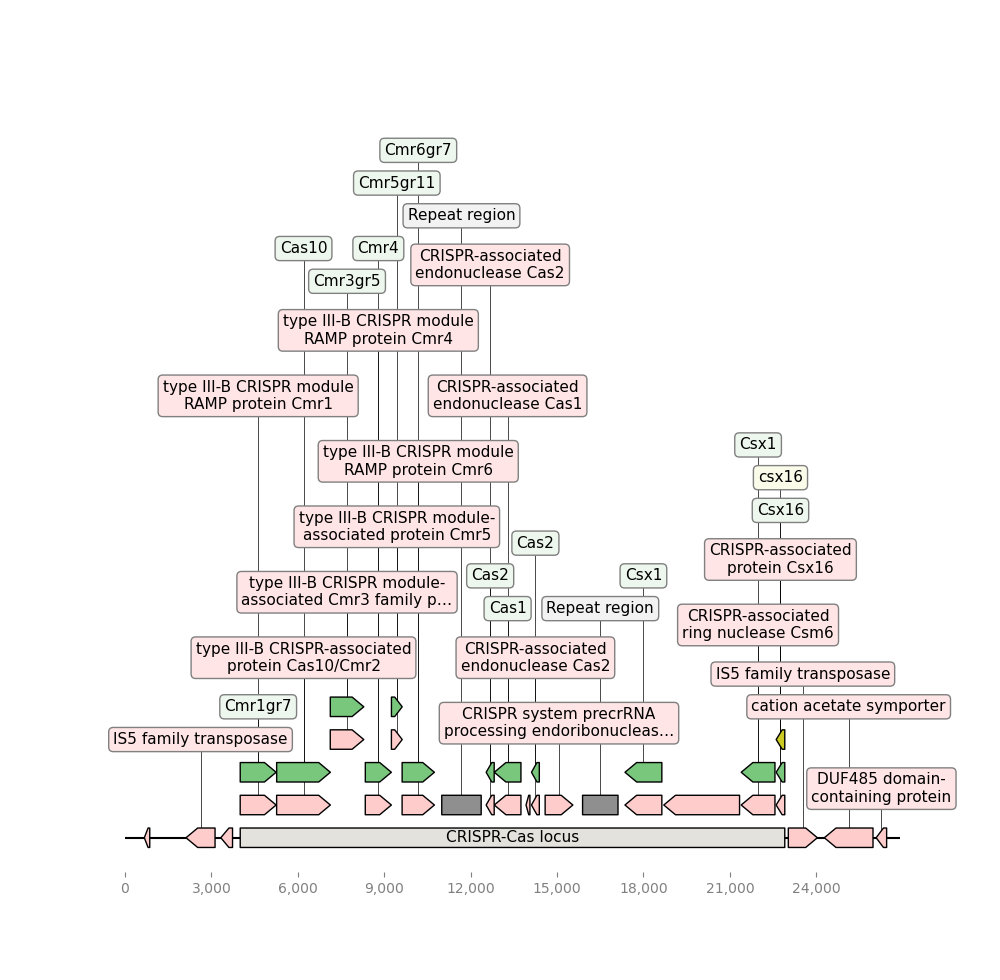 Cmr6gr7
Cmr5gr11
Repeat region
Cas10
Cmr4
CRISPR-associated
endonuclease Cas2
Cmr3gr5
type III-B CRISPR module
RAMP protein Cmr4
type III-B CRISPR module
RAMP protein Cmr1
CRISPR-associated
endonuclease Cas1
Csx1
type III-B CRISPR module
RAMP protein Cmr6
csx16
Csx16
type III-B CRISPR module-
associated protein Cmr5
Cas2
CRISPR-associated
protein Csx16
Cas2
Csx1
type III-B CRISPR module-
associated Cmr3 family p…
Cas1
Repeat region
CRISPR-associated
ring nuclease Csm6
type III-B CRISPR-associated
protein Cas10/Cmr2
CRISPR-associated
endonuclease Cas2
IS5 family transposase
Cmr1gr7
cation acetate symporter
CRISPR system precrRNA
processing endoribonucleas…
IS5 family transposase
DUF485 domain-
containing protein
CRISPR-Cas locus
0
3,000
6,000
9,000
12,000
15,000
18,000
21,000
24,000